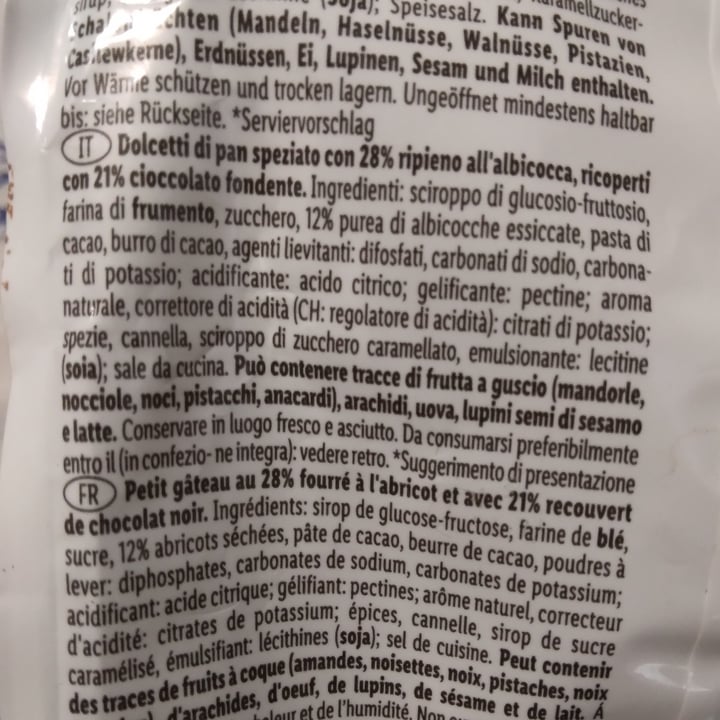 (Soja); Speisesalz. Kann Spuren von
(Mandeln, Haselnüsse, Walnüsse, Pistazien,
Cashewkerne), Erdnüssen, Ei, Lupinen, Sesam und Milch enthalten.
Vor Wärme schützen und trocken lagern. Ungeöffnet mindestens haltbar
bis: siehe Rückseite. *Serviervorschlag
IT Dolcetti di pan speziato con 28% ripieno all'albicocca, ricoperti
con 21% cioccolato fondente. Ingredienti: sciroppo di glucosio-fruttosio,
farina di frumento, zucchero, 12% purea di albicocche essiccate, pasta di
cacao, burro di cacao, agenti lievitanti: difosfati, carbonati di sodio, carbona-
ti di potassio; acidificante: acido citrico; gelificante: pectine; aroma
naturale, correttore di acidità (CH: regolatore di acidità): citrati di potassio;
spezie, cannella, sciroppo di zucchero caramellato, emulsionante: lecitine
(soia); sale da cucina. Può contenere tracce di frutta a guscio (mandorle,
nocciole, noci, pistacchi, anacardi), arachidi, uova, lupini semi di sesamo
e latte. Conservare in luogo fresco e asciutto. Da consumarsi preferibilmente
entro il (in confezio- ne integra): vedere retro. *Suggerimento di presentazione
FR Petit gâteau au 28% fourré à l'abricot et avec 21% recouvert
de chocolat noir. Ingrédients: sirop de glucose-fructose, farine de blé,
sucre, 12% abricots séchées, pâte de cacao, beurre de cacao, poudres à
lever: diphosphates, carbonates de sodium, carbonates de potassium;
acidificant: acide citrique; gélifiant: pectines; arôme naturel, correcteur
d'acidité: citrates de potassium; épices, cannelle, sirop de sucre
caramélisé, émulsifiant: lécithines (soja); sel de cuisine. Peut contenir
des traces de fruits à coque (amandes, noisettes, noix, pistaches, noix
d'arachides, d'oeuf, de lupins, de sésame et de lait. À
et de l'humidité. Non